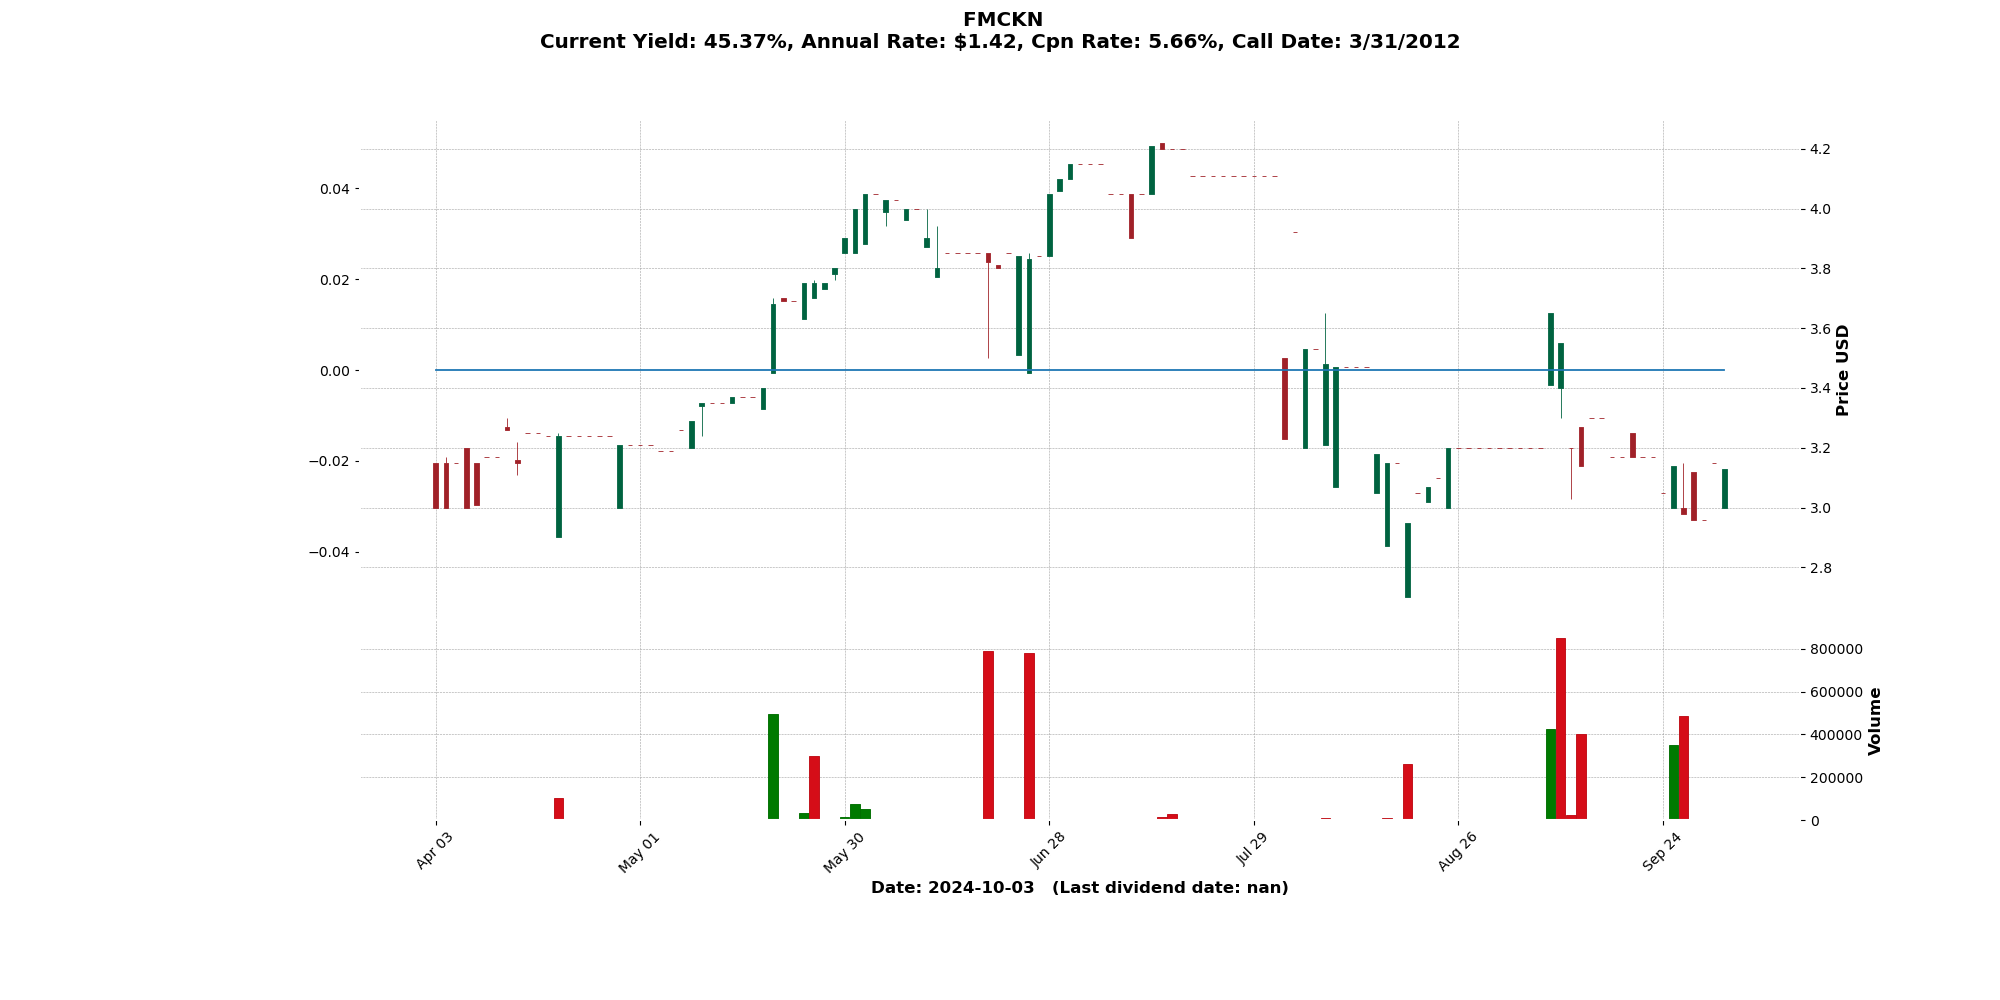 FMCKN
Current Yield: 45.37%, Annual Rate: $1.42, Cpn Rate: 5.66%, Call Date: 3/31/2012
0.04
0.02
0.00
−0.02
−0.04
4.2
4.0
3.8
3.6
3.4
3.2
3.0
2.8
Price USD
800000
600000
400000
200000
0
Volume
Apr 03
May 01
May 30
Jun 28
Jul 29
Aug 26
Sep 24
Date: 2024-10-03   (Last dividend date: nan)